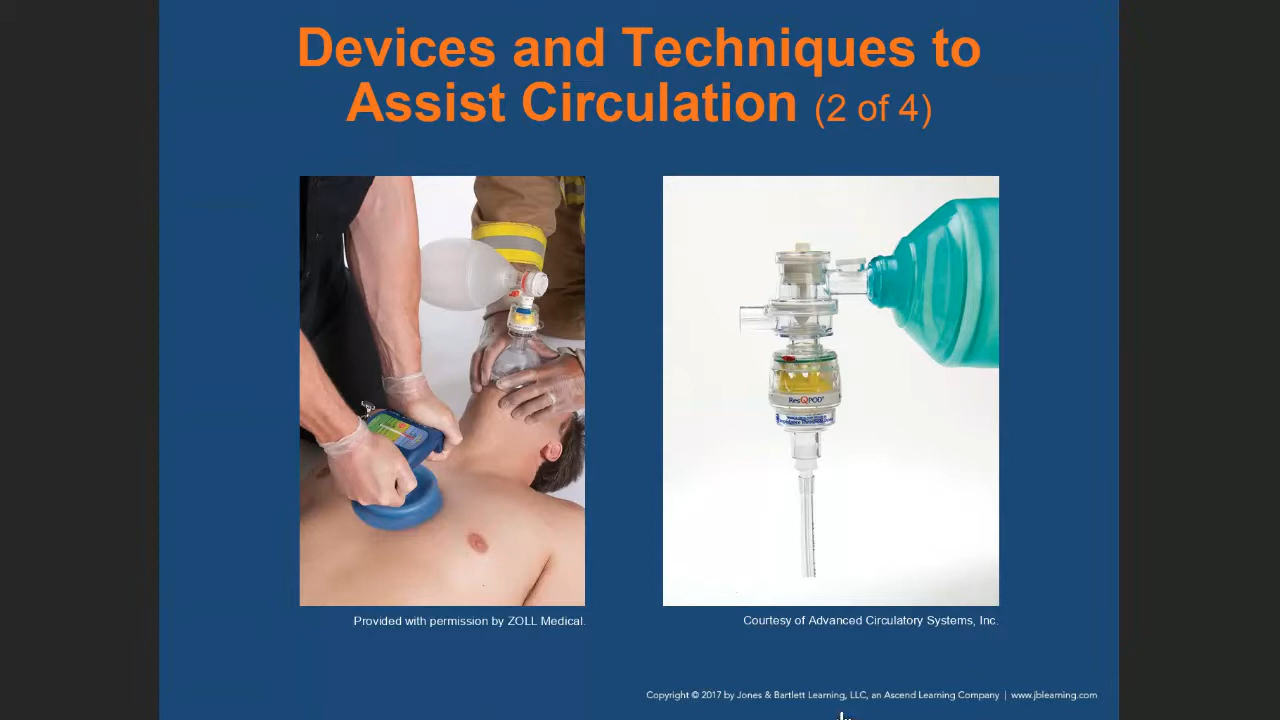 Devices and Techniques to
Assist Circulation (2 of 4)
ResQPOD
Provided with permission by ZOLL Medical.
Courtesy of Advanced Circulatory Systems, Inc.
Copyright © 2017 by Jones & Bartlett Learning, LLC, an Ascend Learning Company | www.jblearning.com